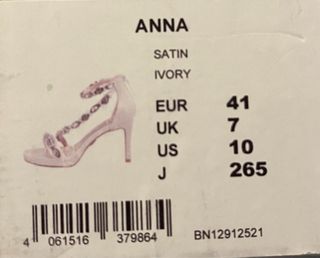 ANNA
SATIN
IVORY
EUR 41
UK 7
US 10
J 265
4 061516 379864
BN12912521